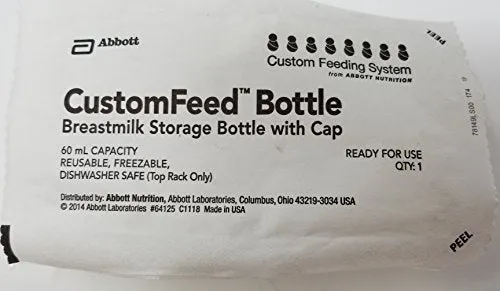 Abbott
PEEL
Custom Feeding System
from ABBOTT NUTRITION
CustomFeed™ Bottle
Breastmilk Storage Bottle with Cap
60 mL CAPACITY
REUSABLE, FREEZABLE,
DISHWASHER SAFE (Top Rack Only)
READY FOR USE
QTY: 1
Distributed by: Abbott Nutrition, Abbott Laboratories, Columbus, Ohio 43219-3034 USA
© 2014 Abbott Laboratories #64125 C1118 Made in USA
PEEL